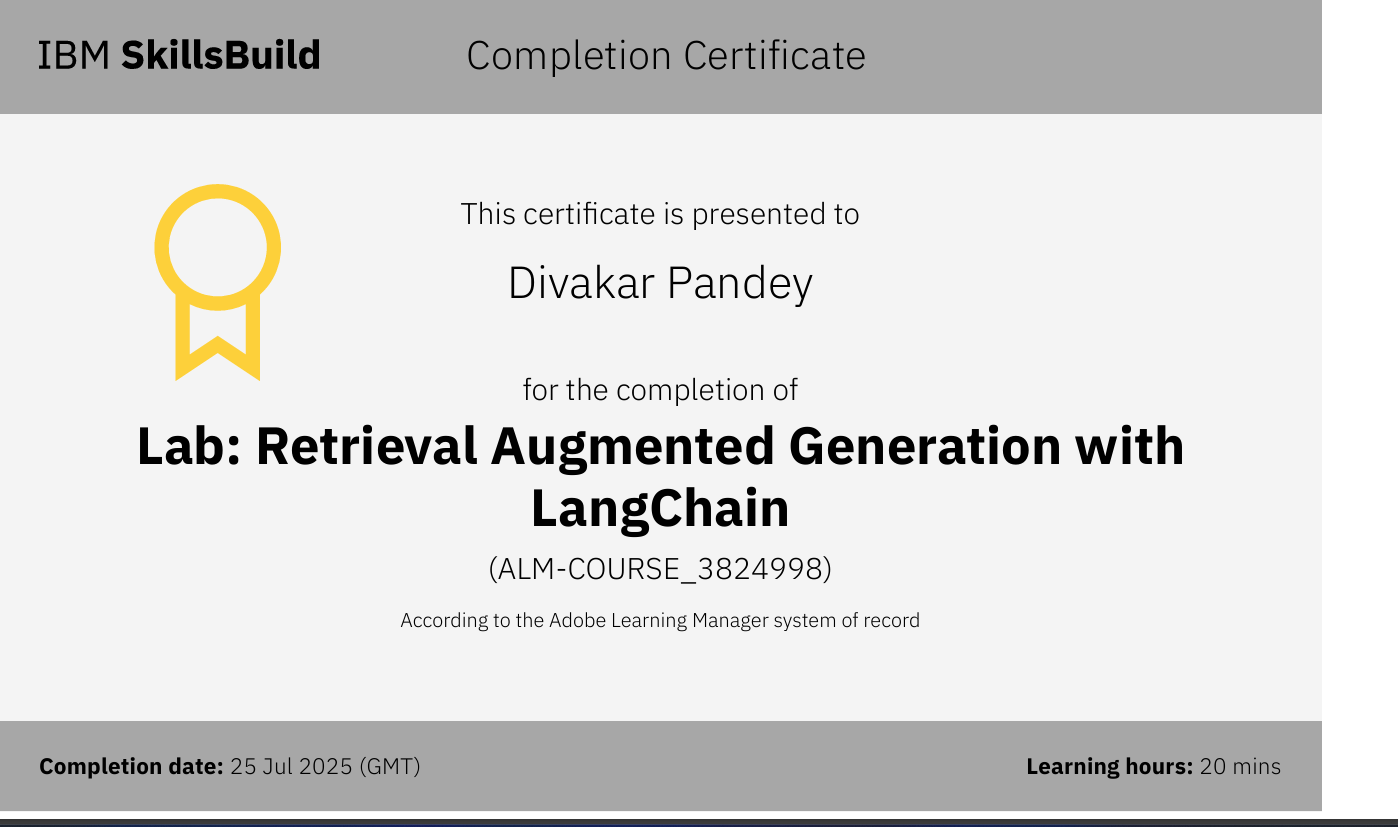 IBM SkillsBuild
Completion Certificate
This certificate is presented to
Divakar Pandey
for the completion of
Lab: Retrieval Augmented Generation with
LangChain
(ALM-COURSE_3824998)
According to the Adobe Learning Manager system of record
Completion date: 25 Jul 2025 (GMT)
Learning hours: 20 mins